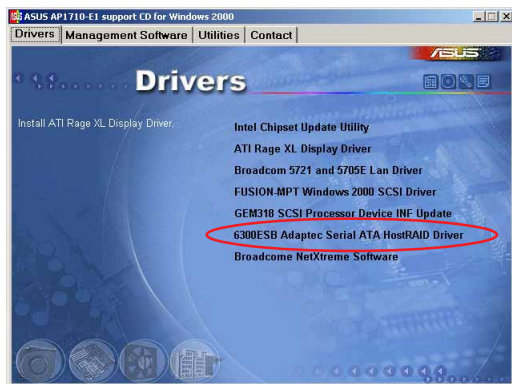 ASUS AP1710-E1 support CD for Windows 2000
Drivers Management Software Utilities Contact
ASUS
Drivers
Install ATI Rage XL Display Driver.
Intel Chipset Update Utility
ATI Rage XL Display Driver
Broadcom 5721 and 5705E Lan Driver
FUSION-MPT Windows 2000 SCSI Driver
GEM318 SCSI Processor Device INF Update
6300ESB Adaptec Serial ATA HostRAID Driver
Broadcome NetXtreme Software